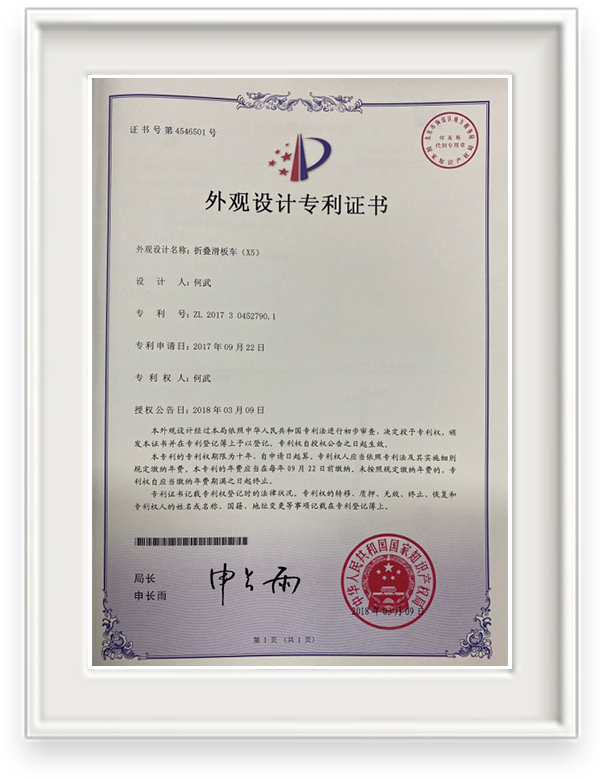 证书号第4546501号
外观设计专利证书
外观设计名称：折叠滑板车（X5）
设 计 人：何武
专 利 号：ZL 2017 3 0452790.1
专利申请日：2017年09月22日
专 利 权 人：何武
授权公告日：2018年03月09日
本外观设计经过本局依照中华人民共和国专利法进行初步审查，决定授予专利权，颁
发本证书并在专利登记簿上予以登记。专利权自授权公告之日起生效。
本专利的专利权期限为十年，自申请日起算。专利权人应当依照专利法及其实施细则
规定缴纳年费。本专利的年费应当在每年09月22日前缴纳。未按照规定缴纳年费的，专
利权自应当缴纳年费期满之日起终止。
专利证书记载专利权登记时的法律状况。专利权的转移、质押、无效、终止、恢复和
专利权人的姓名或名称、国籍、地址变更等事项记载在专利登记簿上。
局长
申长雨
申长雨
中华人民共和国国家知识产权局
2018年03月09日
第1页（共1页）
代扣专用章
国家知识产权局